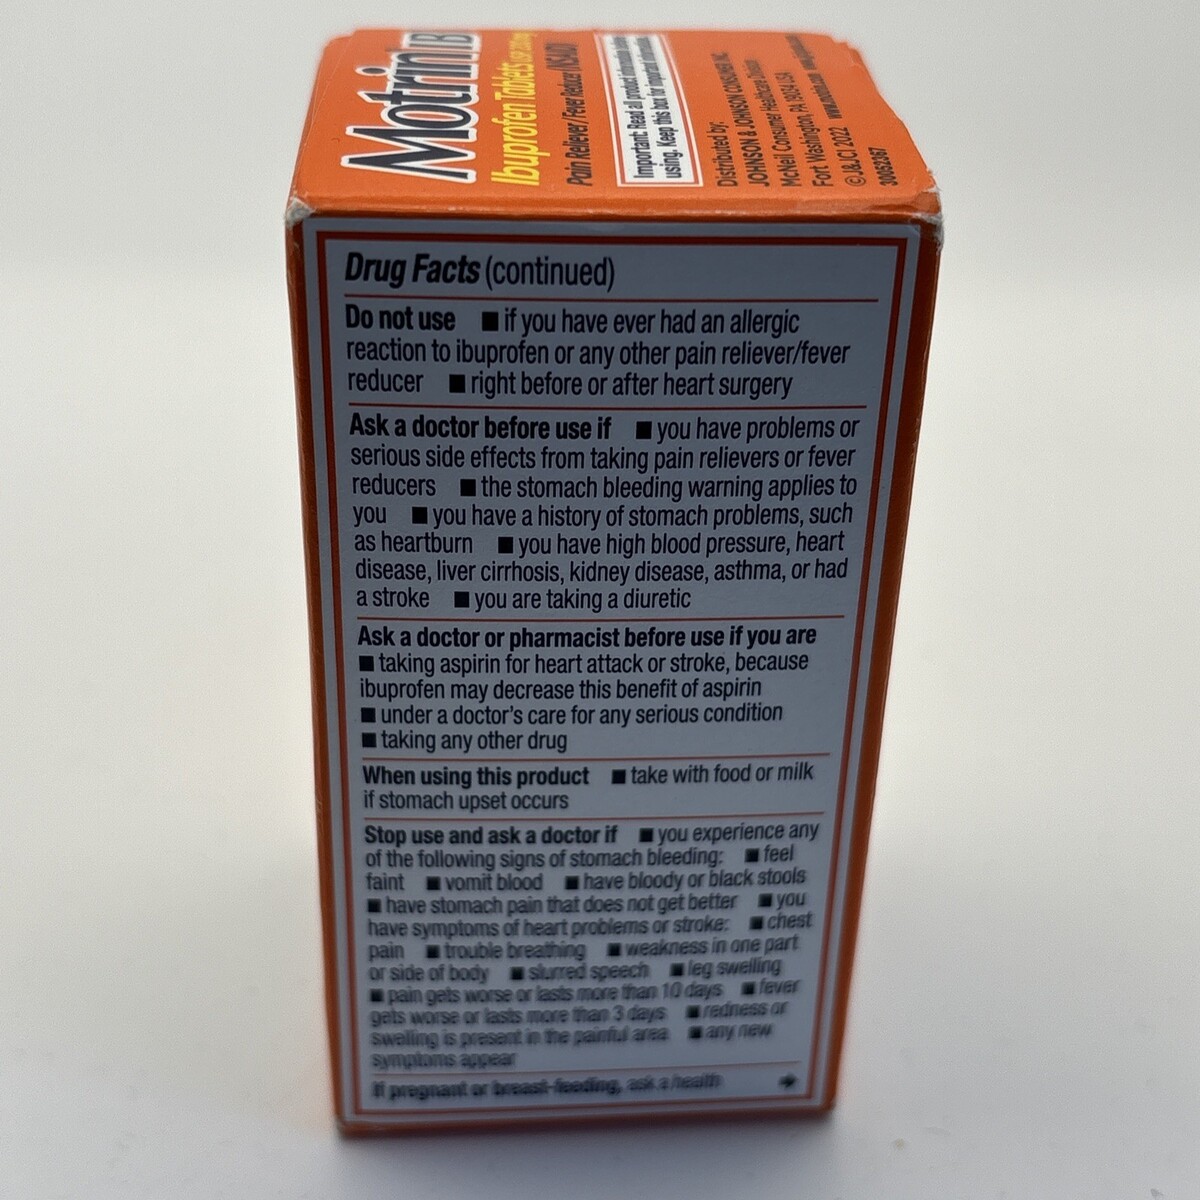 Motrin IB
Ibuprofen Tablets USP, 200 mg
Pain Reliever/Fever Reducer (NSAID)
Important: Read all product information before
using. Keep this box for important information.
Distributed by:
JOHNSON & JOHNSON CONSUMER INC.
McNeil Consumer Healthcare Division
Fort Washington, PA 19034 USA
©J&JCI 2022
30052367
Drug Facts (continued)
Do not use ■ if you have ever had an allergic
reaction to ibuprofen or any other pain reliever/fever
reducer ■ right before or after heart surgery
Ask a doctor before use if ■ you have problems or
serious side effects from taking pain relievers or fever
reducers ■ the stomach bleeding warning applies to
you ■ you have a history of stomach problems, such
as heartburn ■ you have high blood pressure, heart
disease, liver cirrhosis, kidney disease, asthma, or had
a stroke ■ you are taking a diuretic
Ask a doctor or pharmacist before use if you are
■ taking aspirin for heart attack or stroke, because
ibuprofen may decrease this benefit of aspirin
■ under a doctor's care for any serious condition
■ taking any other drug
When using this product ■ take with food or milk
if stomach upset occurs
Stop use and ask a doctor if ■ you experience any
of the following signs of stomach bleeding: ■ feel
faint ■ vomit blood ■ have bloody or black stools
■ have stomach pain that does not get better ■ you
have symptoms of heart problems or stroke: ■ chest
pain ■ trouble breathing ■ weakness in one part
or side of body ■ slurred speech ■ leg swelling
■ pain gets worse or lasts more than 10 days ■ fever
gets worse or lasts more than 3 days ■ redness or
swelling is present in the painful area ■ any new
symptoms appear
If pregnant or breast-feeding, ask a health